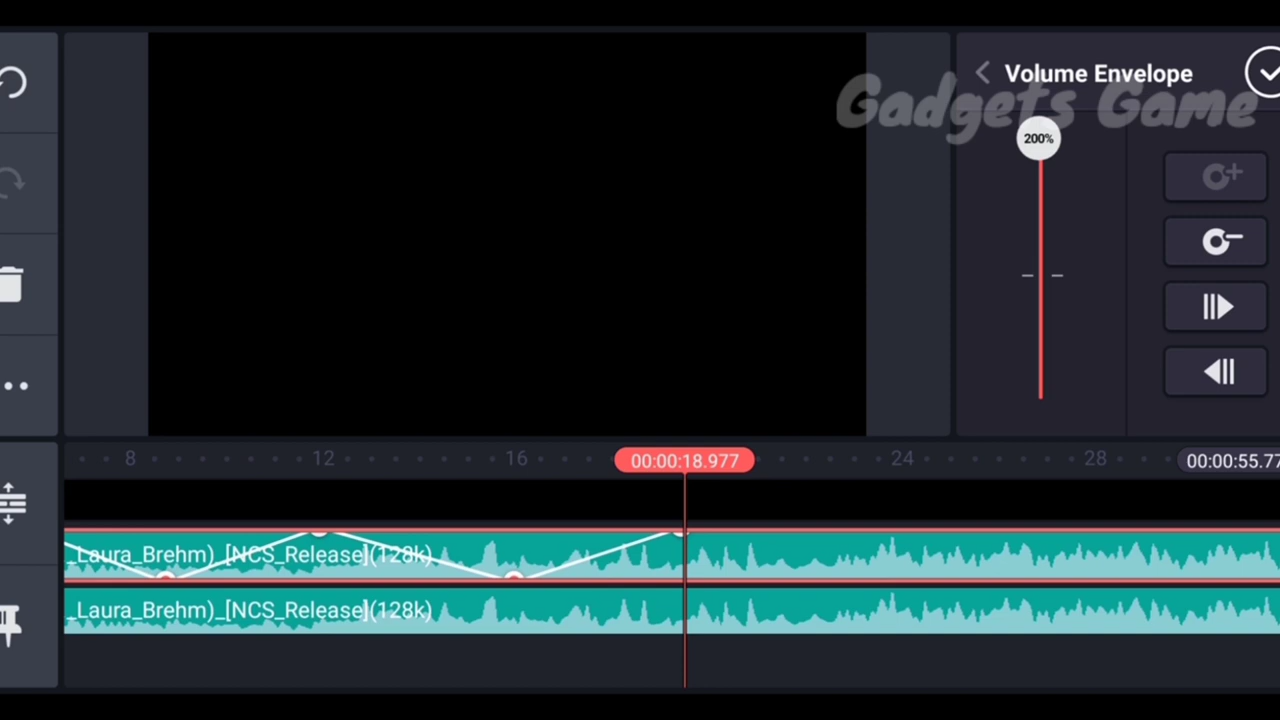 Volume Envelope
Gadgets Game
200%
8 12 16 00:00:18.977 24 28 00:00:55.77
_Laura_Brehm)_[NCS_Release](128k)
_Laura_Brehm)_[NCS_Release](128k)